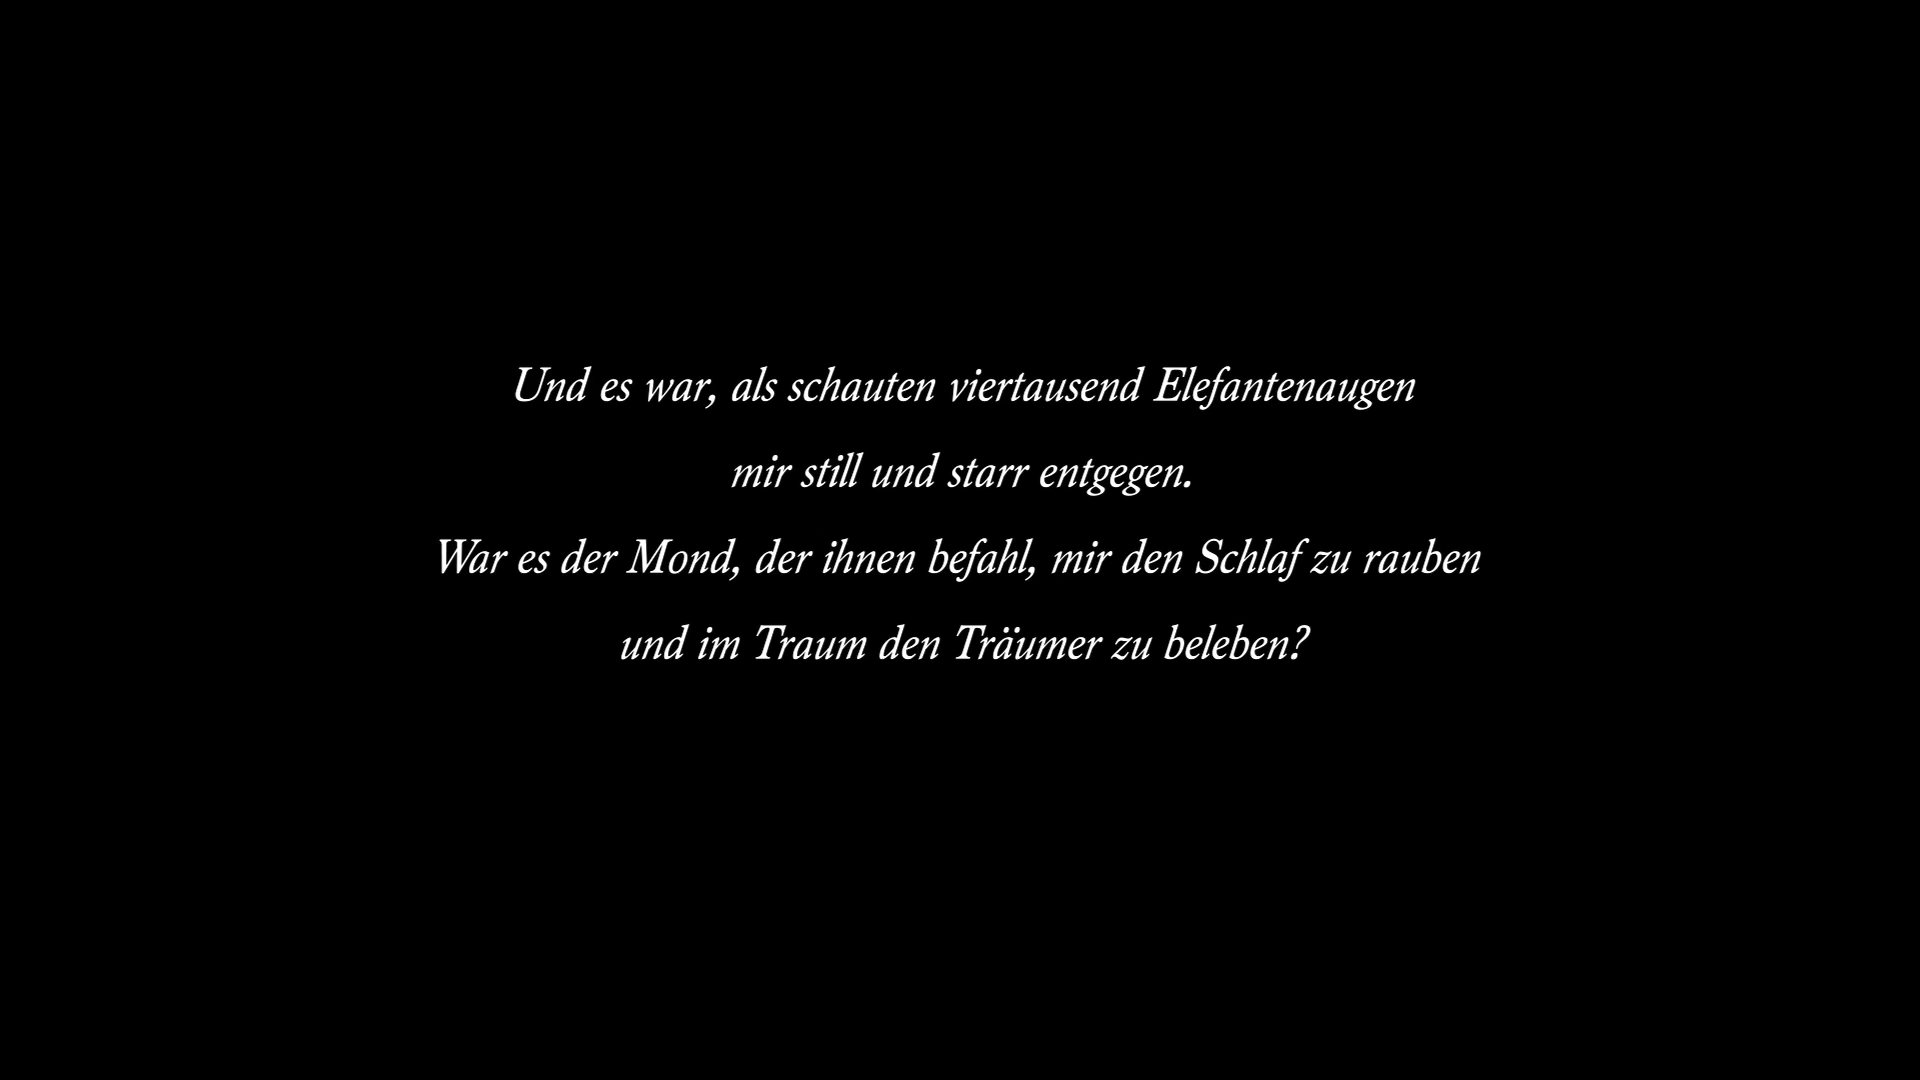 Und es war, als schauten viertausend Elefantenaugen
mir still und starr entgegen.
War es der Mond, der ihnen befahl, mir den Schlaf zu rauben
und im Traum den Träumer zu beleben?